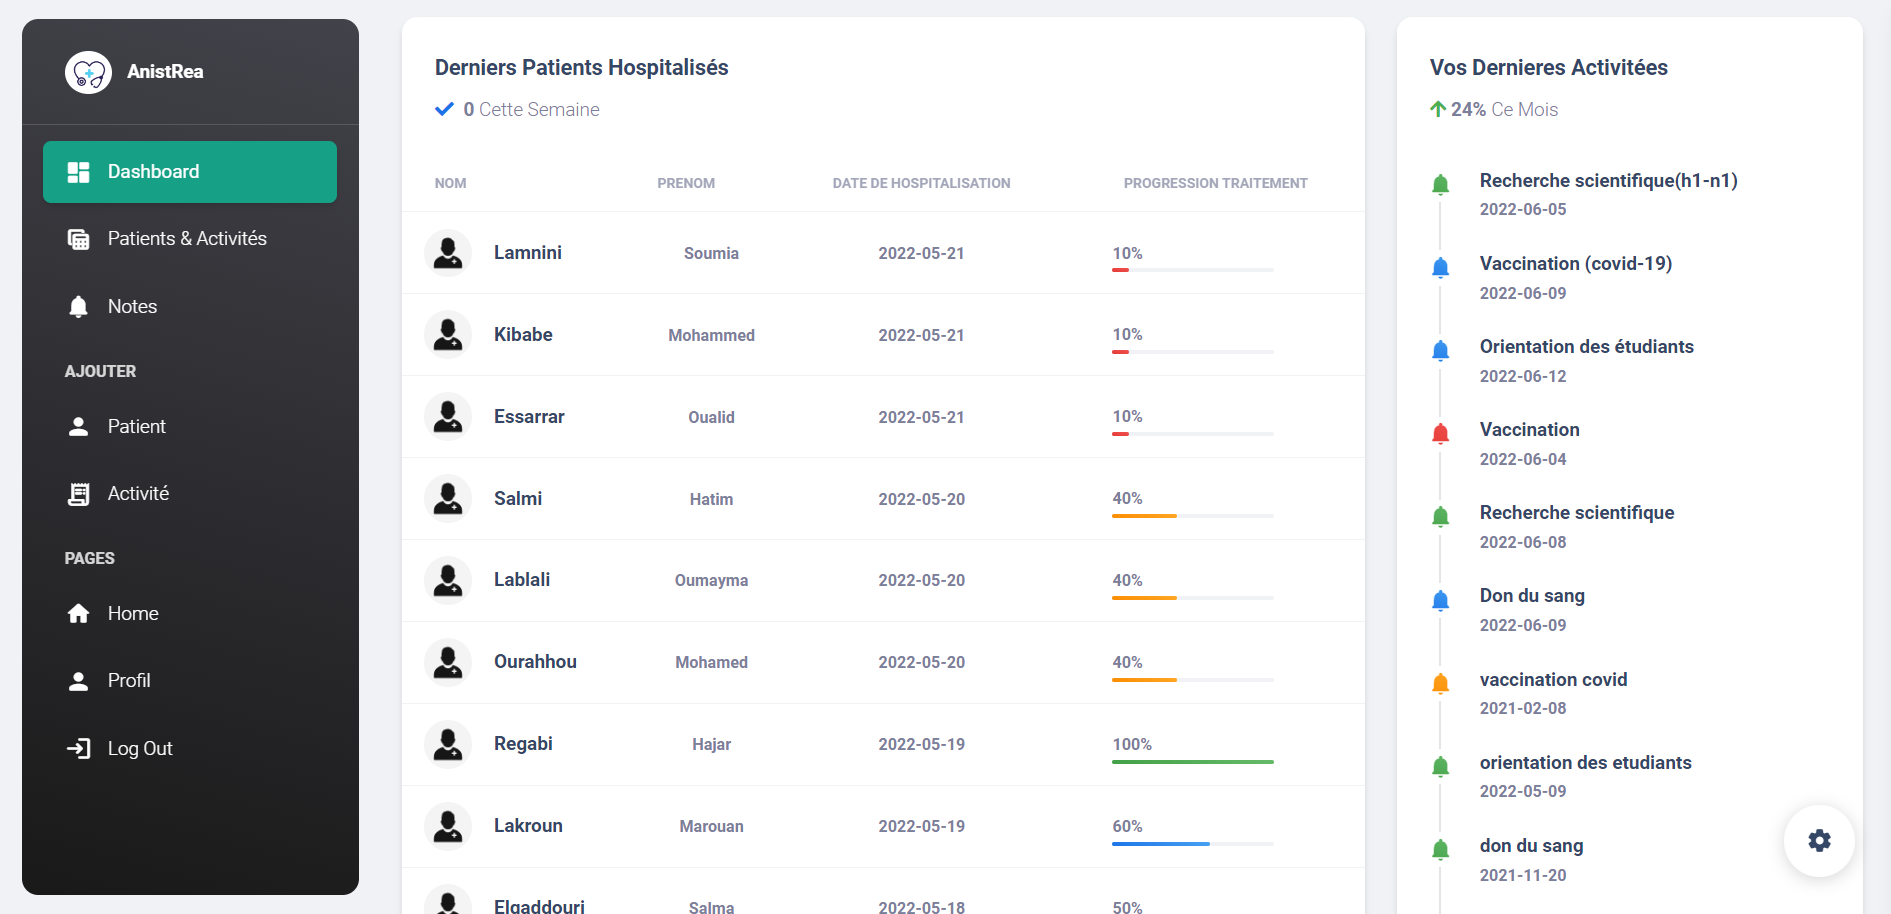 AnistRea
Dashboard
Patients & Activités
Notes
AJOUTER
Patient
Activité
PAGES
Home
Profil
Log Out
Derniers Patients Hospitalisés
0 Cette Semaine
NOM PRENOM DATE DE HOSPITALISATION PROGRESSION TRAITEMENT
Lamnini Soumia 2022-05-21 10%
Kibabe Mohammed 2022-05-21 10%
Essarrar Oualid 2022-05-21 10%
Salmi Hatim 2022-05-20 40%
Lablali Oumayma 2022-05-20 40%
Ourahhou Mohamed 2022-05-20 40%
Regabi Hajar 2022-05-19 100%
Lakroun Marouan 2022-05-19 60%
Elgaddouri Salma 2022-05-18 50%
Vos Dernieres Activitées
24% Ce Mois
Recherche scientifique(h1-n1)
2022-06-05
Vaccination (covid-19)
2022-06-09
Orientation des étudiants
2022-06-12
Vaccination
2022-06-04
Recherche scientifique
2022-06-08
Don du sang
2022-06-09
vaccination covid
2021-02-08
orientation des etudiants
2022-05-09
don du sang
2021-11-20